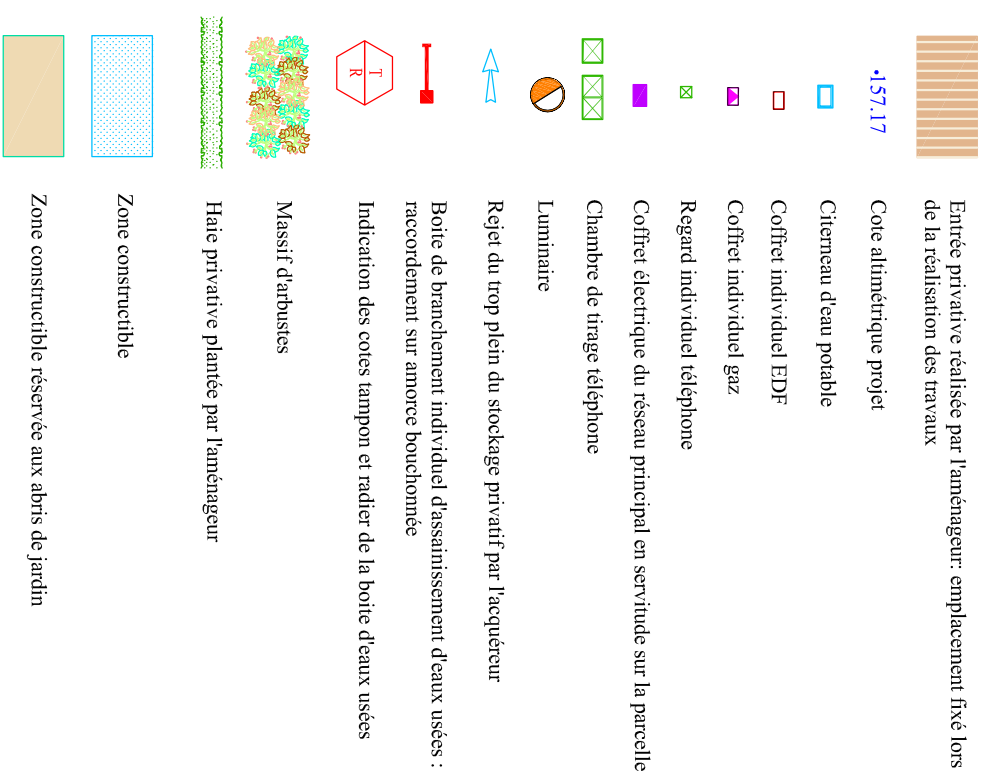 Entrée privative réalisée par l'aménageur: emplacement fixé lors
de la réalisation des travaux
•157.17
Cote altimétrique projet
Citerneau d'eau potable
Coffret individuel EDF
Coffret individuel gaz
Regard individuel téléphone
Coffret électrique du réseau principal en servitude sur la parcelle
Chambre de tirage téléphone
Luminaire
Rejet du trop plein du stockage privatif par l'acquéreur
Boite de branchement individuel d'assainissement d'eaux usées :
raccordement sur amorce bouchonnée
T
R
Indication des cotes tampon et radier de la boite d'eaux usées
Massif d'arbustes
Haie privative plantée par l'aménageur
Zone constructible
Zone constructible réservée aux abris de jardin